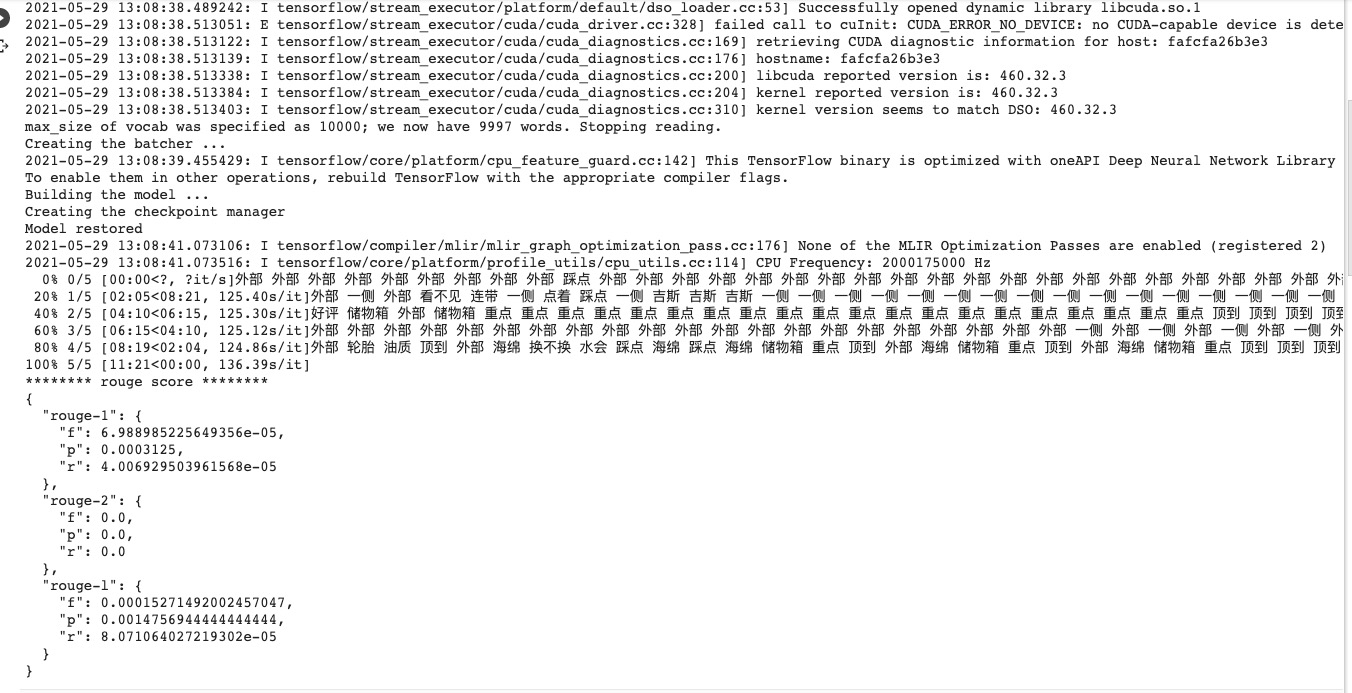 2021-05-29 13:08:38.489242: I tensorflow/stream_executor/platform/default/dso_loader.cc:53] Successfully opened dynamic library libcuda.so.1
2021-05-29 13:08:38.513051: E tensorflow/stream_executor/cuda/cuda_driver.cc:328] failed call to cuInit: CUDA_ERROR_NO_DEVICE: no CUDA-capable device is dete
2021-05-29 13:08:38.513122: I tensorflow/stream_executor/cuda/cuda_diagnostics.cc:169] retrieving CUDA diagnostic information for host: fafcfa26b3e3
2021-05-29 13:08:38.513139: I tensorflow/stream_executor/cuda/cuda_diagnostics.cc:176] hostname: fafcfa26b3e3
2021-05-29 13:08:38.513338: I tensorflow/stream_executor/cuda/cuda_diagnostics.cc:200] libcuda reported version is: 460.32.3
2021-05-29 13:08:38.513384: I tensorflow/stream_executor/cuda/cuda_diagnostics.cc:204] kernel reported version is: 460.32.3
2021-05-29 13:08:38.513403: I tensorflow/stream_executor/cuda/cuda_diagnostics.cc:310] kernel version seems to match DSO: 460.32.3
max_size of vocab was specified as 10000; we now have 9997 words. Stopping reading.
Creating the batcher ...
2021-05-29 13:08:39.455429: I tensorflow/core/platform/cpu_feature_guard.cc:142] This TensorFlow binary is optimized with oneAPI Deep Neural Network Library
To enable them in other operations, rebuild TensorFlow with the appropriate compiler flags.
Building the model ...
Creating the checkpoint manager
Model restored
2021-05-29 13:08:41.073106: I tensorflow/compiler/mlir/mlir_graph_optimization_pass.cc:176] None of the MLIR Optimization Passes are enabled (registered 2)
2021-05-29 13:08:41.073516: I tensorflow/core/platform/profile_utils/cpu_utils.cc:114] CPU Frequency: 2000175000 Hz
0% 0/5 [00:00<?, ?it/s]外部 外部 外部 外部 外部 外部 外部 外部 外部 踩点 外部 外部 外部 外部 外部 外部 外部 外部 外部 外部 外部 外部 外部 外部 外部 外部 外部 外部 外部 外部 外
20% 1/5 [02:05<08:21, 125.40s/it]外部 一侧 外部 看不见 连带 一侧 点着 踩点 一侧 吉斯 吉斯 吉斯 一侧 一侧 一侧 一侧 一侧 一侧 一侧 一侧 一侧 一侧 一侧 一侧 一侧 一侧 一侧 一侧
40% 2/5 [04:10<06:15, 125.30s/it]好评 储物箱 外部 储物箱 重点 重点 重点 重点 重点 重点 重点 重点 重点 重点 重点 重点 重点 重点 重点 重点 重点 重点 重点 重点 顶到 顶到 顶到 顶到
60% 3/5 [06:15<04:10, 125.12s/it]外部 外部 外部 外部 外部 外部 外部 外部 外部 外部 外部 外部 外部 外部 外部 外部 外部 外部 外部 外部 外部 一侧 外部 一侧 外部 一侧 外部 一侧 外
80% 4/5 [08:19<02:04, 124.86s/it]外部 轮胎 油质 顶到 外部 海绵 换不换 水会 踩点 海绵 踩点 海绵 储物箱 重点 顶到 外部 海绵 储物箱 重点 顶到 外部 海绵 储物箱 重点 顶到 顶到 顶到
100% 5/5 [11:21<00:00, 136.39s/it]
******** rouge score ********
{
"rouge-1": {
"f": 6.988985225649356e-05,
"p": 0.0003125,
"r": 4.006929503961568e-05
},
"rouge-2": {
"f": 0.0,
"p": 0.0,
"r": 0.0
},
"rouge-l": {
"f": 0.00015271492002457047,
"p": 0.0014756944444444444,
"r": 8.071064027219302e-05
}
}